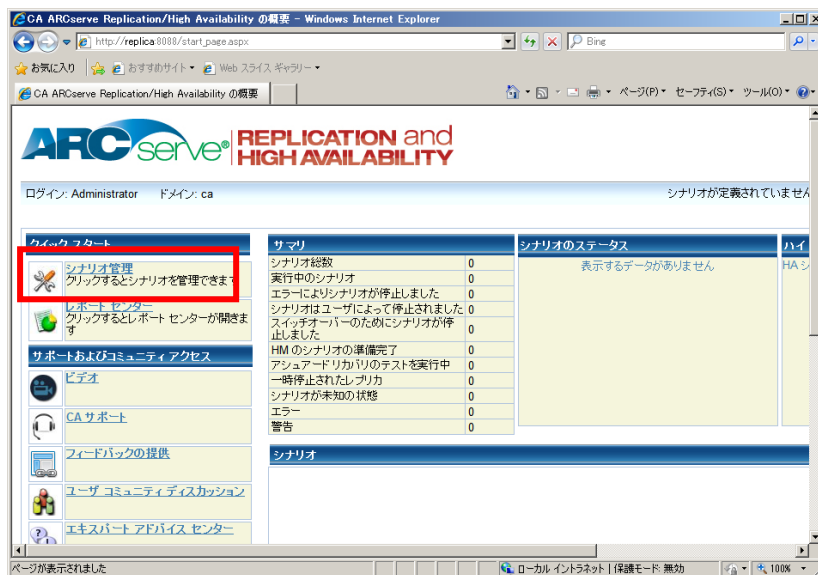 CA ARCserve Replication/High Availability の概要 - Windows Internet Explorer
http://replica:8088/start_page.aspx
Bing
お気に入り
おすすめサイト
Web スライス ギャラリー
CA ARCserve Replication/High Availability の概要
ページ(P)
セーフティ(S)
ツール(O)
ARCserve® REPLICATION and
HIGH AVAILABILITY
ログイン: Administrator ドメイン: ca
シナリオが定義されていません
クイック スタート
シナリオ管理
クリックするとシナリオを管理できます
レポート センター
クリックするとレポート センターが開きます
サポートおよびコミュニティ アクセス
ビデオ
CA サポート
フィードバックの提供
ユーザ コミュニティ ディスカッション
エキスパート アドバイス センター
サマリ
シナリオ総数 0
実行中のシナリオ 0
エラーによりシナリオが停止しました 0
シナリオはユーザによって停止されました 0
スイッチオーバーのためにシナリオが停
止しました 0
HM のシナリオの準備完了 0
アシュアード リカバリのテストを実行中 0
一時停止されたレプリカ 0
シナリオが未知の状態 0
エラー 0
警告 0
シナリオのステータス
表示するデータがありません
ハイ
HA シ
シナリオ
ページが表示されました
ローカル イントラネット | 保護モード: 無効
100%